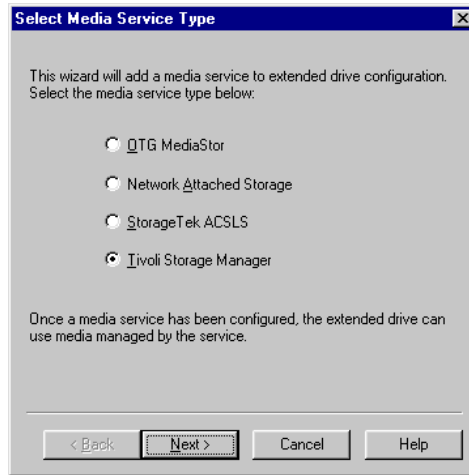 Select Media Service Type
This wizard will add a media service to extended drive configuration.
Select the media service type below:
OTG MediaStor
Network Attached Storage
StorageTek ACSLS
Tivoli Storage Manager
Once a media service has been configured, the extended drive can
use media managed by the service.
< Back Next > Cancel Help